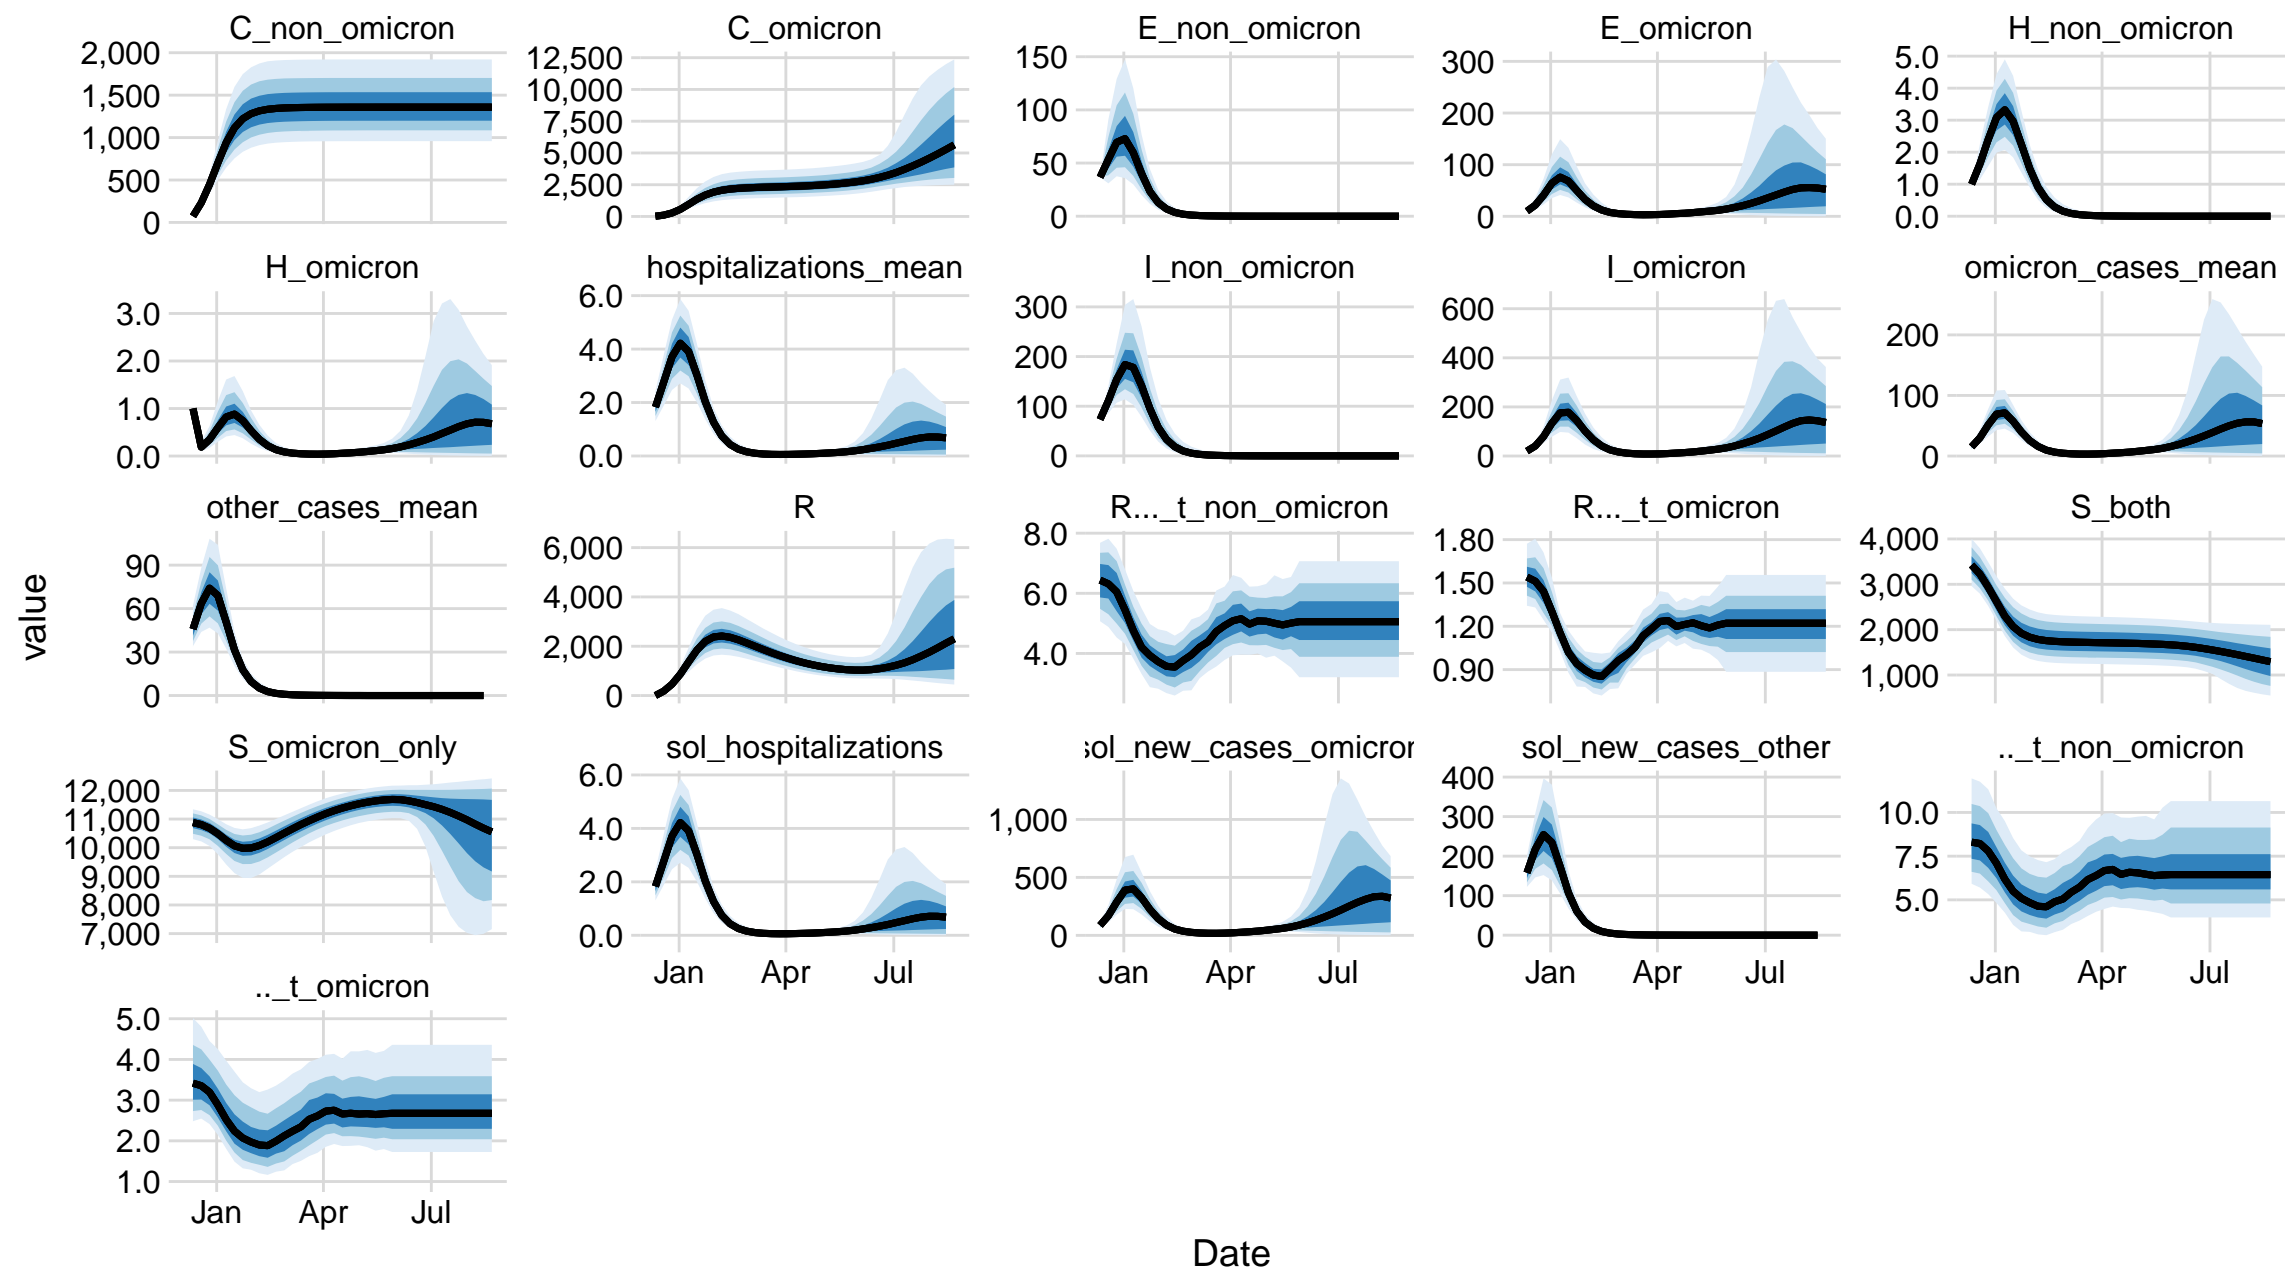 C_non_omicron C_omicron E_non_omicron E_omicron H_non_omicron
2,000 1,500 1,000 500 0
12,500 10,000 7,500 5,000 2,500 0
150 100 50 0
300 200 100 0
5.0 4.0 3.0 2.0 1.0 0.0
H_omicron hospitalizations_mean I_non_omicron I_omicron omicron_cases_mean
3.0 2.0 1.0 0.0
6.0 4.0 2.0 0.0
300 200 100 0
600 400 200 0
200 100 0
other_cases_mean R R..._t_non_omicron R..._t_omicron S_both
90 60 30 0
6,000 4,000 2,000 0
8.0 6.0 4.0
1.80 1.50 1.20 0.90
4,000 3,000 2,000 1,000
S_omicron_only sol_hospitalizations sol_new_cases_omicron sol_new_cases_other .._t_non_omicron
12,000 11,000 10,000 9,000 8,000 7,000
6.0 4.0 2.0 0.0
1,000 500 0
400 300 200 100 0
10.0 7.5 5.0
Jan Apr Jul Jan Apr Jul Jan Apr Jul Jan Apr Jul
.._t_omicron
5.0 4.0 3.0 2.0 1.0
Jan Apr Jul
value
Date